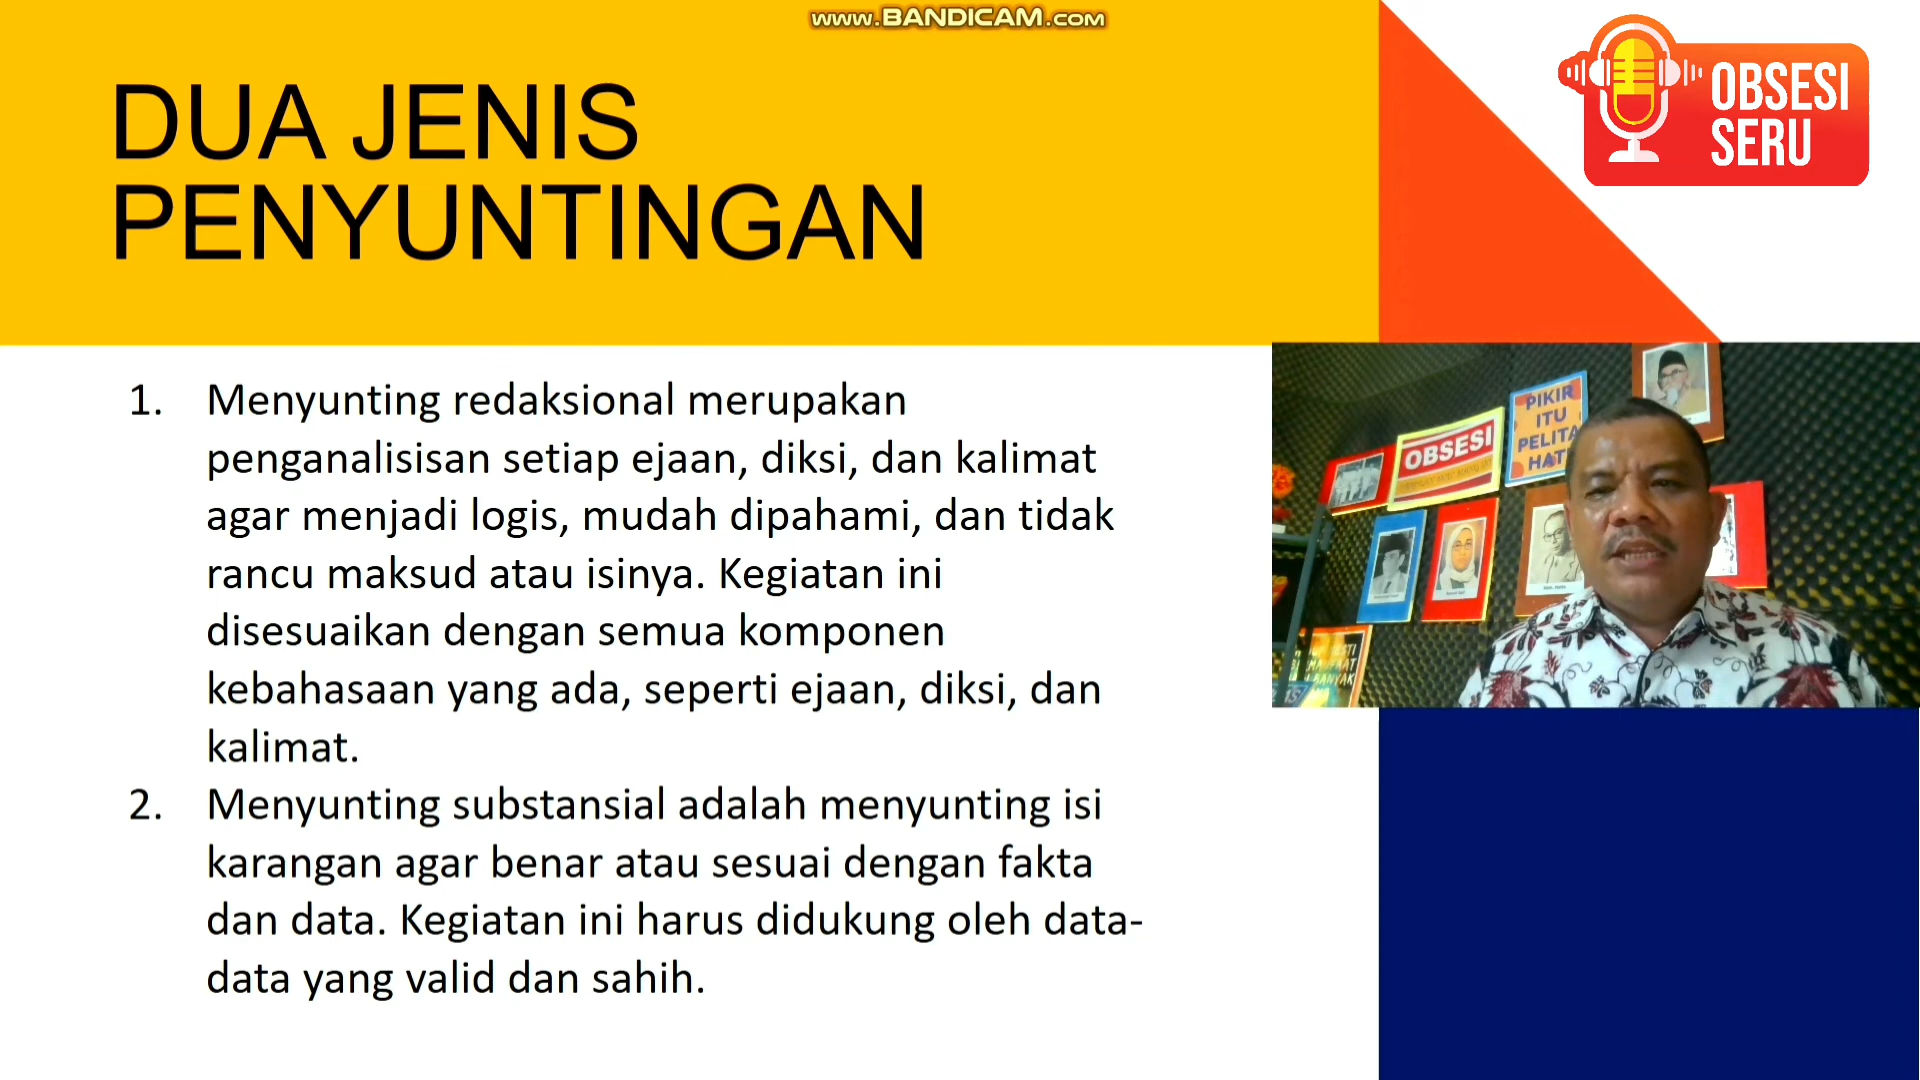 www.BANDICAM.com
OBSESI
SERU
DUA JENIS
PENYUNTINGAN
1. Menyunting redaksional merupakan
penganalisisan setiap ejaan, diksi, dan kalimat
agar menjadi logis, mudah dipahami, dan tidak
rancu maksud atau isinya. Kegiatan ini
disesuaikan dengan semua komponen
kebahasaan yang ada, seperti ejaan, diksi, dan
kalimat.
2. Menyunting substansial adalah menyunting isi
karangan agar benar atau sesuai dengan fakta
dan data. Kegiatan ini harus didukung oleh data-
data yang valid dan sahih.
OBSESI
PIKIR
ITU
PELITA
HATI